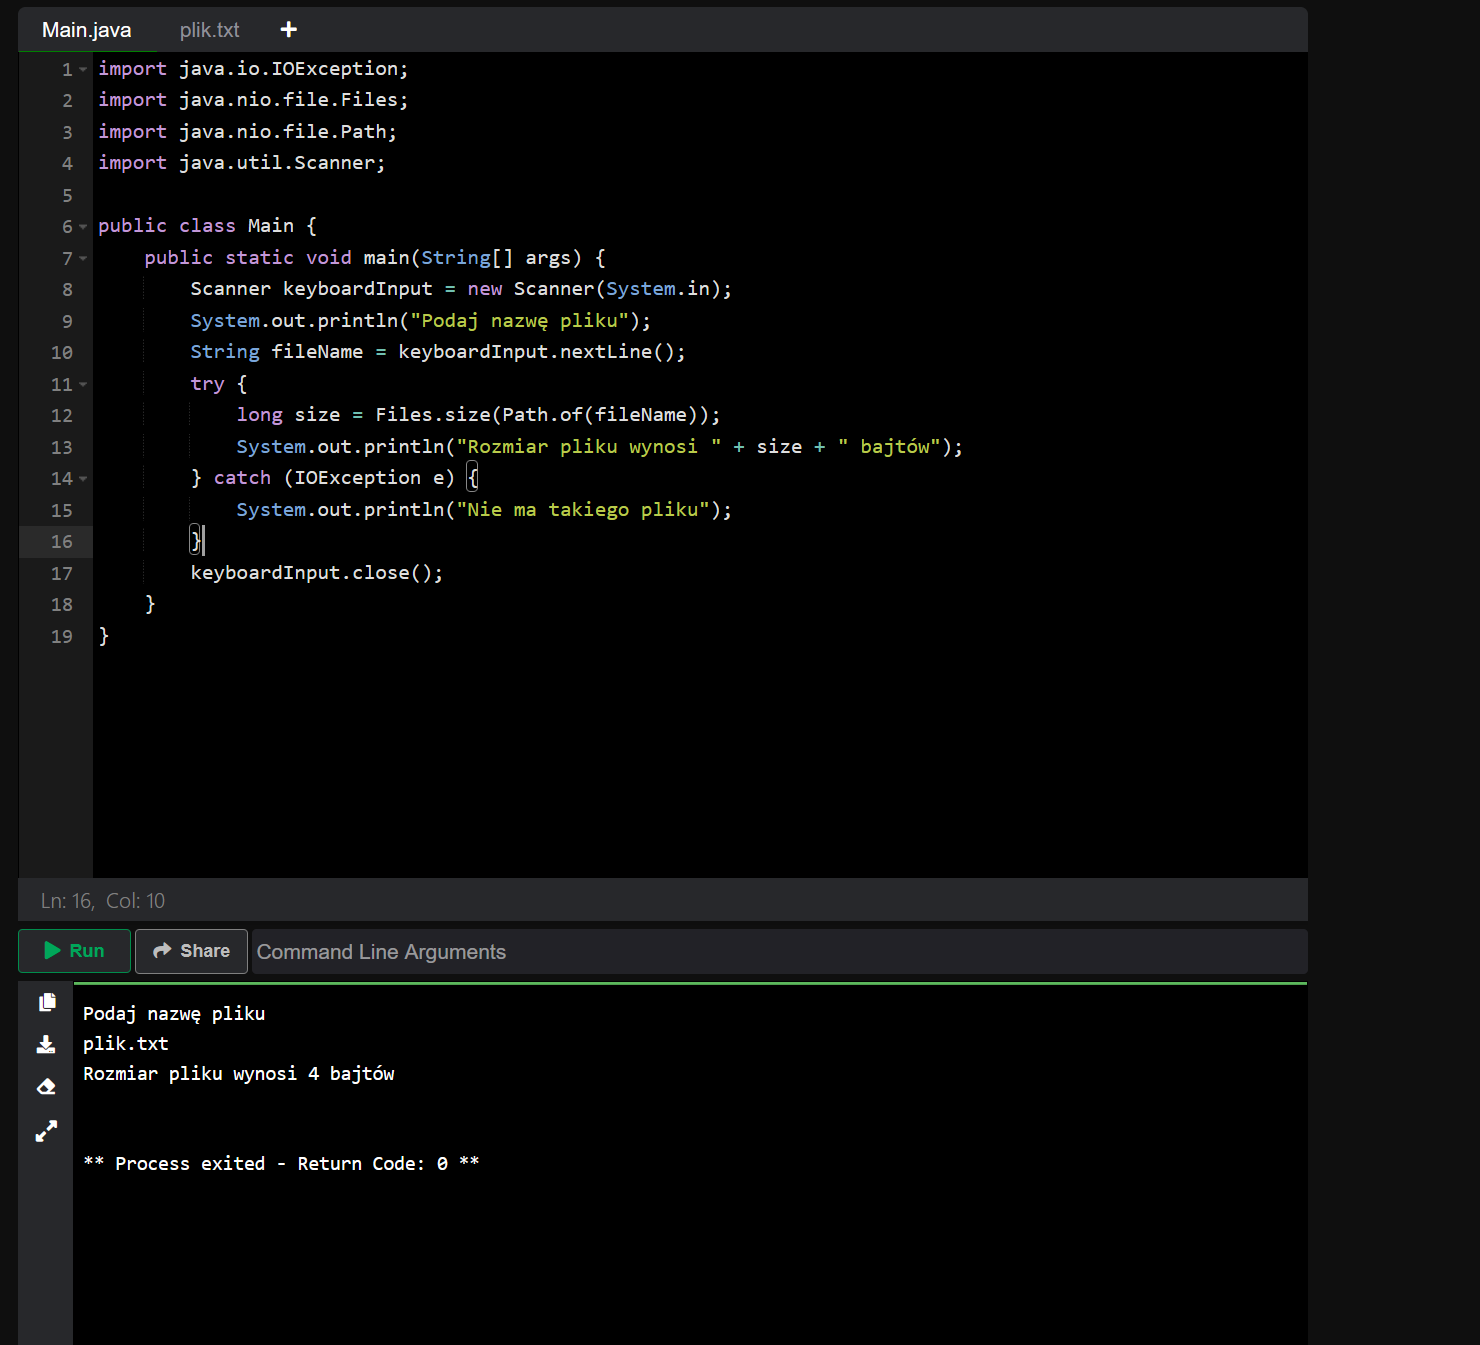 Main.java plik.txt +
1 import java.io.IOException;
2 import java.nio.file.Files;
3 import java.nio.file.Path;
4 import java.util.Scanner;
5
6 public class Main {
7     public static void main(String[] args) {
8         Scanner keyboardInput = new Scanner(System.in);
9         System.out.println("Podaj nazwę pliku");
10         String fileName = keyboardInput.nextLine();
11         try {
12             long size = Files.size(Path.of(fileName));
13             System.out.println("Rozmiar pliku wynosi " + size + " bajtów");
14         } catch (IOException e) {
15             System.out.println("Nie ma takiego pliku");
16         }
17         keyboardInput.close();
18     }
19 }
Ln: 16, Col: 10
Run Share Command Line Arguments
Podaj nazwę pliku
plik.txt
Rozmiar pliku wynosi 4 bajtów
** Process exited - Return Code: 0 **